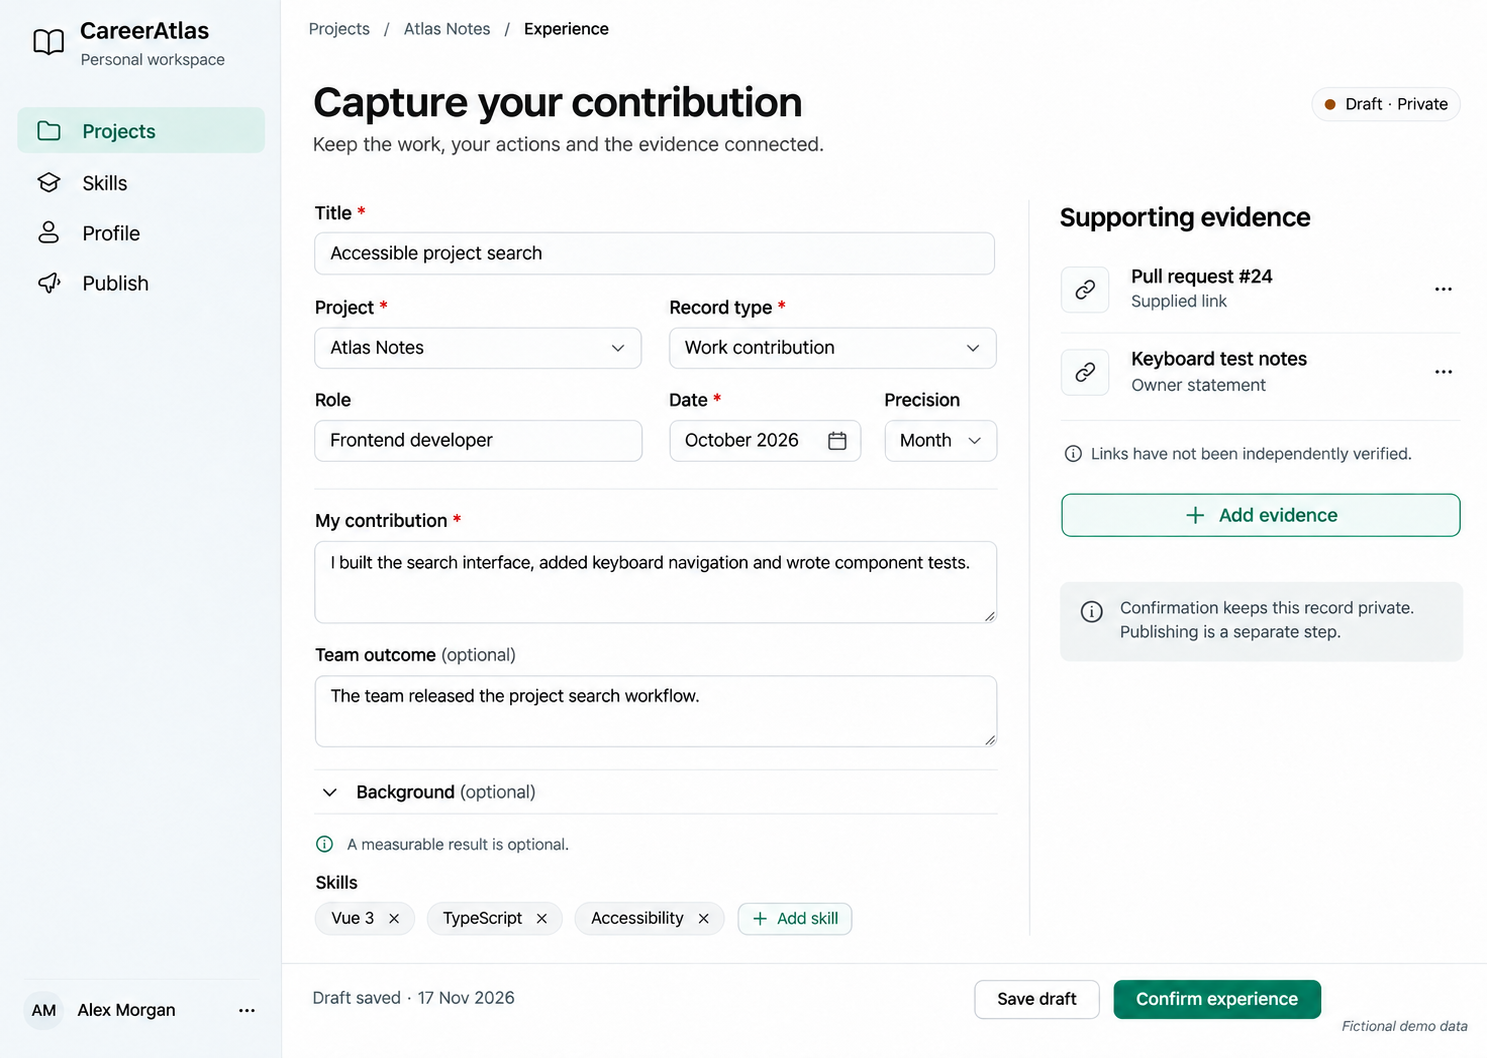 CareerAtlas
Personal workspace
Projects
Skills
Profile
Publish
AM
Alex Morgan
Projects / Atlas Notes / Experience
Capture your contribution
Keep the work, your actions and the evidence connected.
Draft · Private
Title *
Accessible project search
Project *
Record type *
Atlas Notes
Work contribution
Role
Date *
Precision
Frontend developer
October 2026
Month
My contribution *
I built the search interface, added keyboard navigation and wrote component tests.
Team outcome (optional)
The team released the project search workflow.
Background (optional)
A measurable result is optional.
Skills
Vue 3
TypeScript
Accessibility
Add skill
Supporting evidence
Pull request #24
Supplied link
Keyboard test notes
Owner statement
Links have not been independently verified.
Add evidence
Confirmation keeps this record private.
Publishing is a separate step.
Draft saved · 17 Nov 2026
Save draft
Confirm experience
Fictional demo data